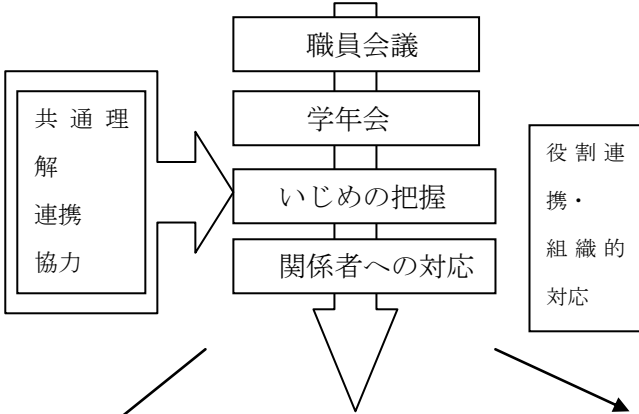 職員会議
学年会
いじめの把握
関係者への対応
共通理
解
連携
協力
役割連
携・
組織的
対応